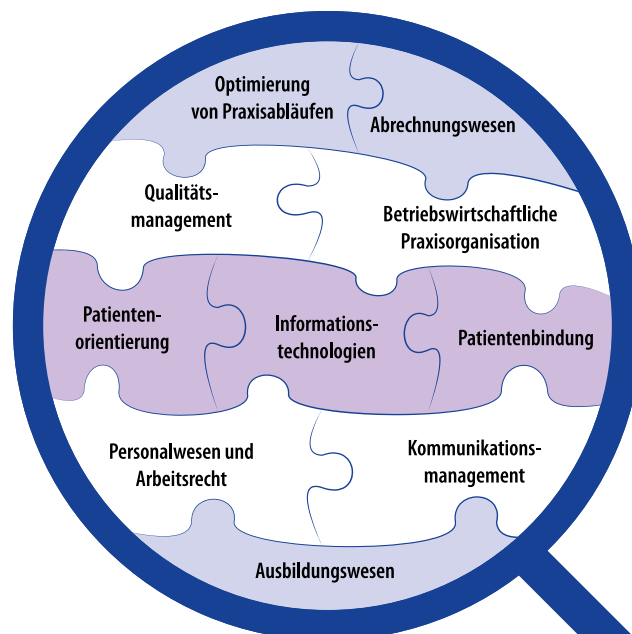 Optimierung
von Praxisabläufen
Abrechnungswesen
Qualitäts-
management
Betriebswirtschaftliche
Praxisorganisation
Patienten-
orientierung
Informations-
technologien
Patientenbindung
Personalwesen und
Arbeitsrecht
Kommunikations-
management
Ausbildungswesen